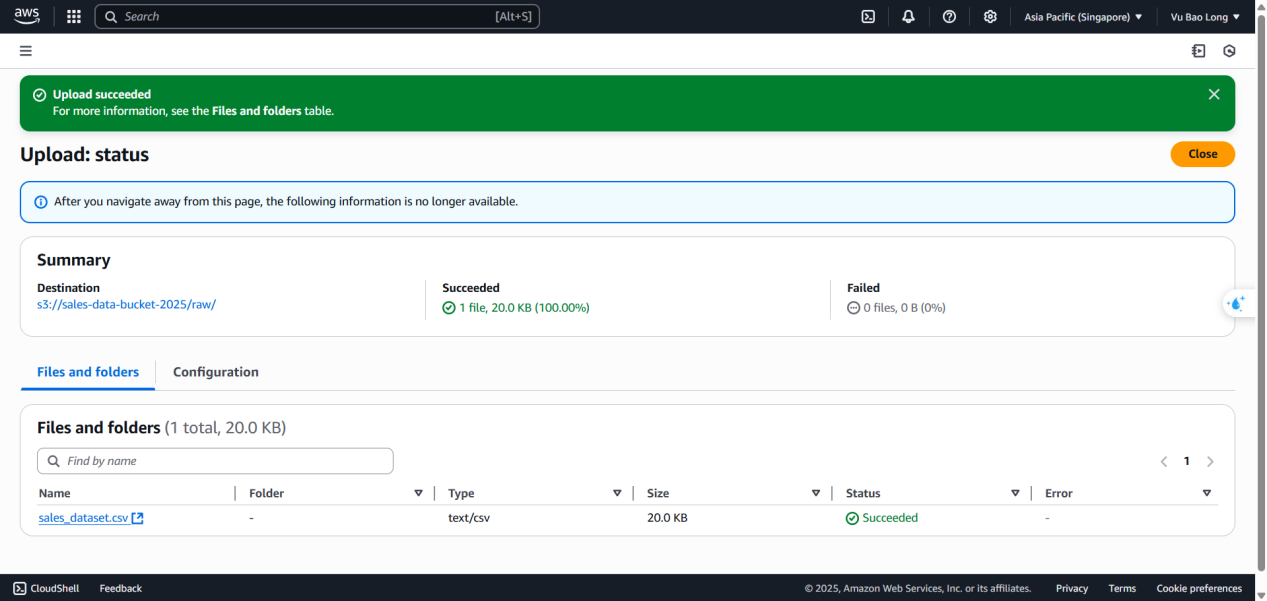 aws Search [Alt+S] Asia Pacific (Singapore) Vu Bao Long
Upload succeeded
For more information, see the Files and folders table.
Upload: status Close
After you navigate away from this page, the following information is no longer available.
Summary
Destination Succeeded Failed
s3://sales-data-bucket-2025/raw/ 1 file, 20.0 KB (100.00%) 0 files, 0 B (0%)
Files and folders Configuration
Files and folders (1 total, 20.0 KB)
Find by name 1
Name Folder Type Size Status Error
sales_dataset.csv - text/csv 20.0 KB Succeeded -
CloudShell Feedback © 2025, Amazon Web Services, Inc. or its affiliates. Privacy Terms Cookie preferences